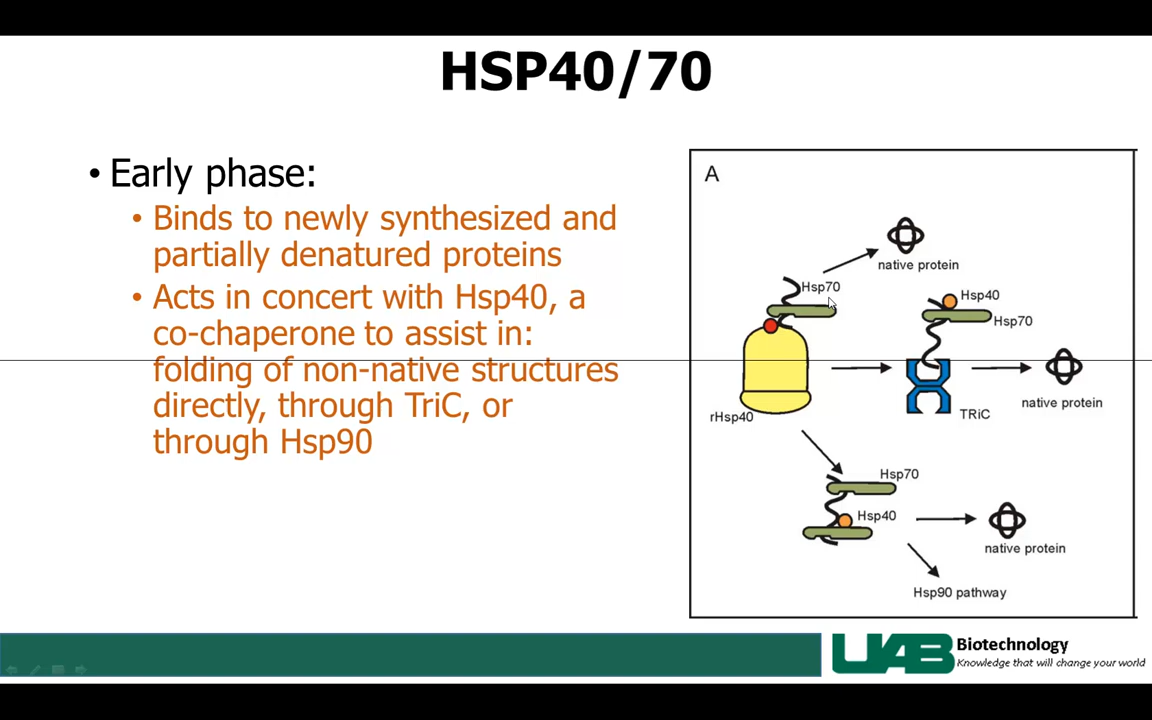 HSP40/70
• Early phase:
• Binds to newly synthesized and
partially denatured proteins
• Acts in concert with Hsp40, a
co-chaperone to assist in:
folding of non-native structures
directly, through TriC, or
through Hsp90
A
native protein
Hsp70
Hsp40
Hsp70
rHsp40
TRiC
native protein
Hsp70
Hsp40
native protein
Hsp90 pathway
UAB
Biotechnology
Knowledge that will change your world